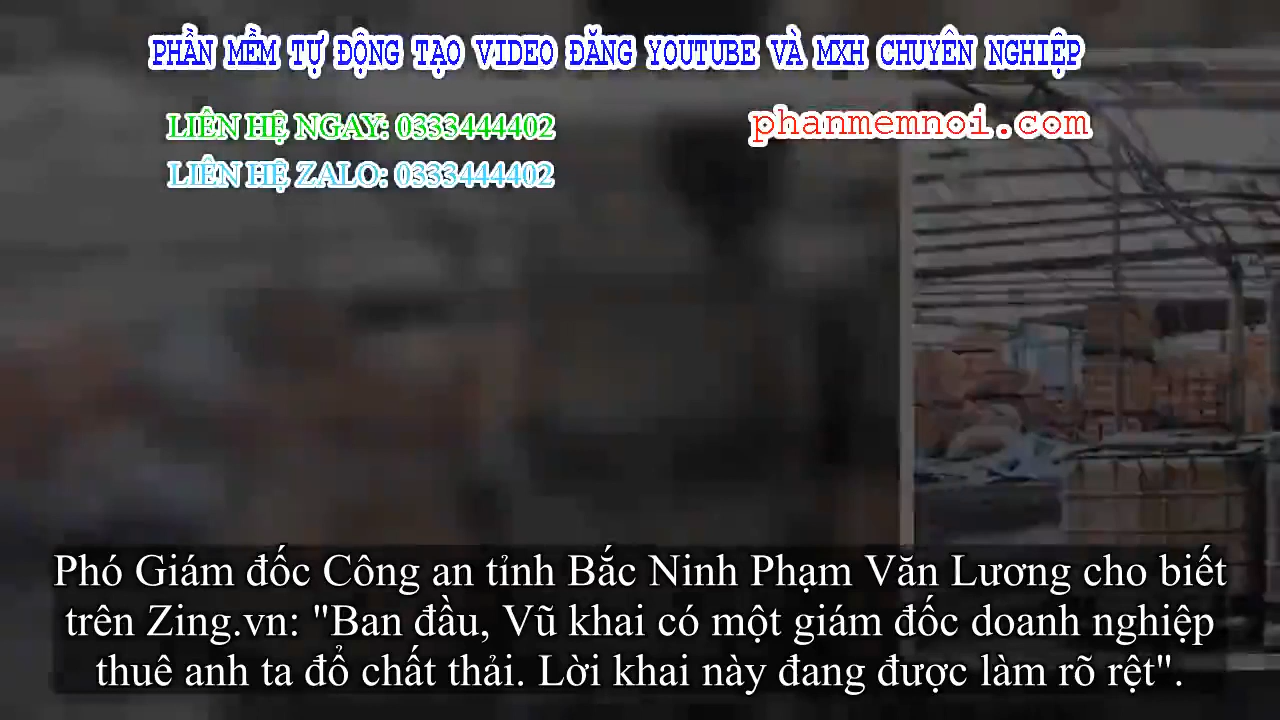 PHẦN MỀM TỰ ĐỘNG TẠO VIDEO ĐĂNG YOUTUBE VÀ MXH CHUYÊN NGHIỆP
LIÊN HỆ NGAY: 0333444402
phanmemnoi.com
LIÊN HỆ ZALO: 0333444402
Phó Giám đốc Công an tỉnh Bắc Ninh Phạm Văn Lương cho biết
trên Zing.vn: "Ban đầu, Vũ khai có một giám đốc doanh nghiệp
thuê anh ta đổ chất thải. Lời khai này đang được làm rõ rệt".